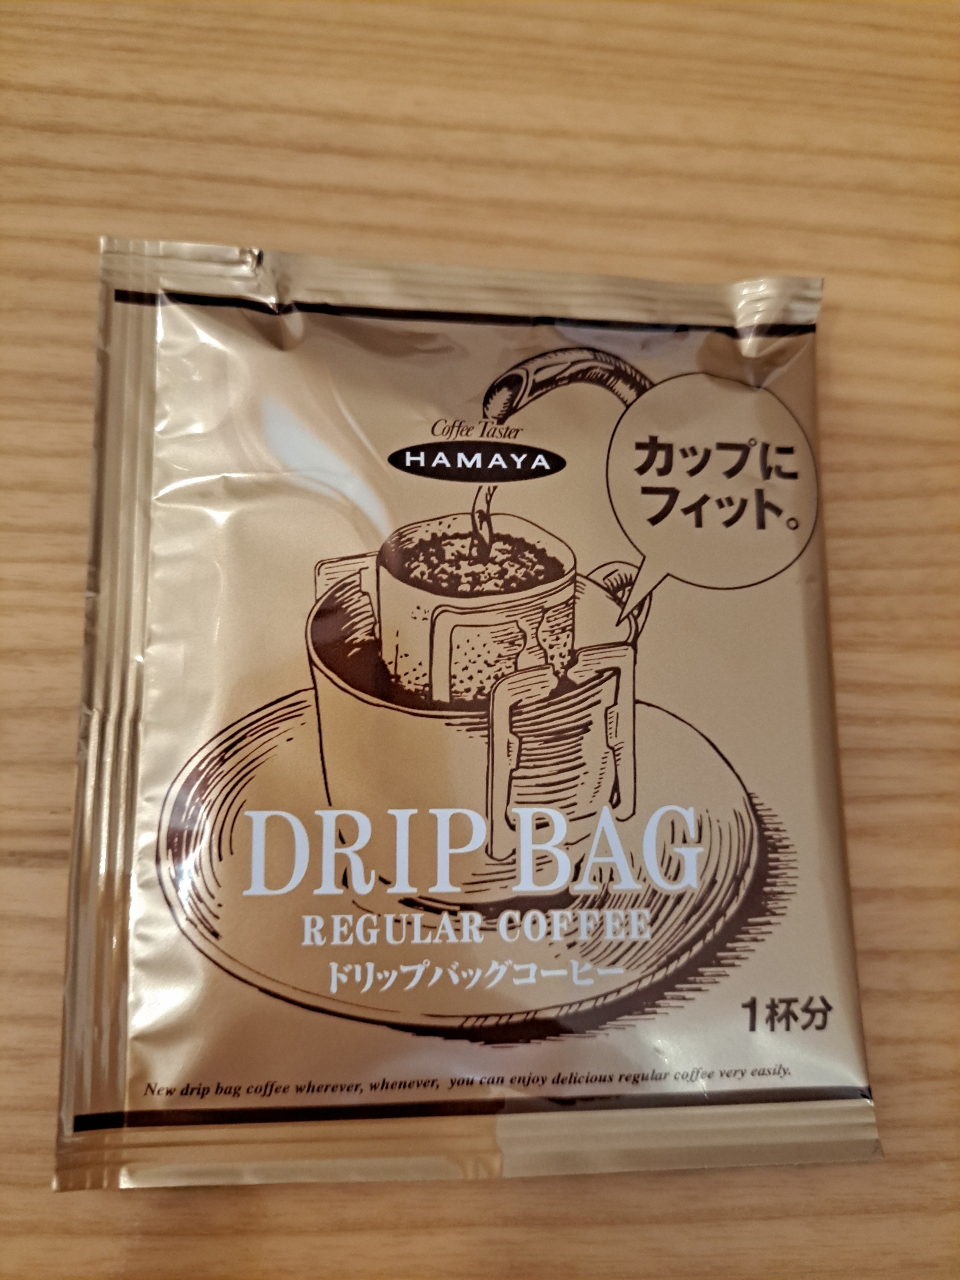 Coffee Taster
HAMAYA
カップに
フィット。
DRIP BAG
REGULAR COFFEE
ドリップバッグコーヒー
1杯分
New drip bag coffee wherever, whenever, you can enjoy delicious regular coffee very easily.